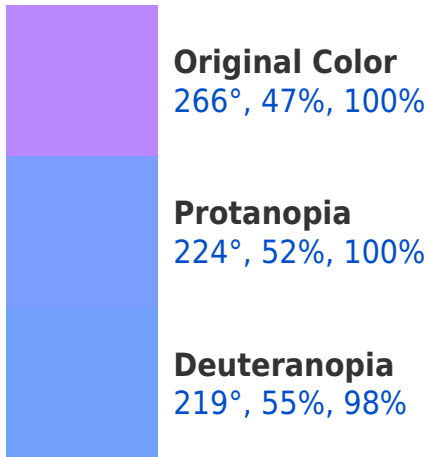 Original Color
266°, 47%, 100%
Protanopia
224°, 52%, 100%
Deuteranopia
219°, 55%, 98%